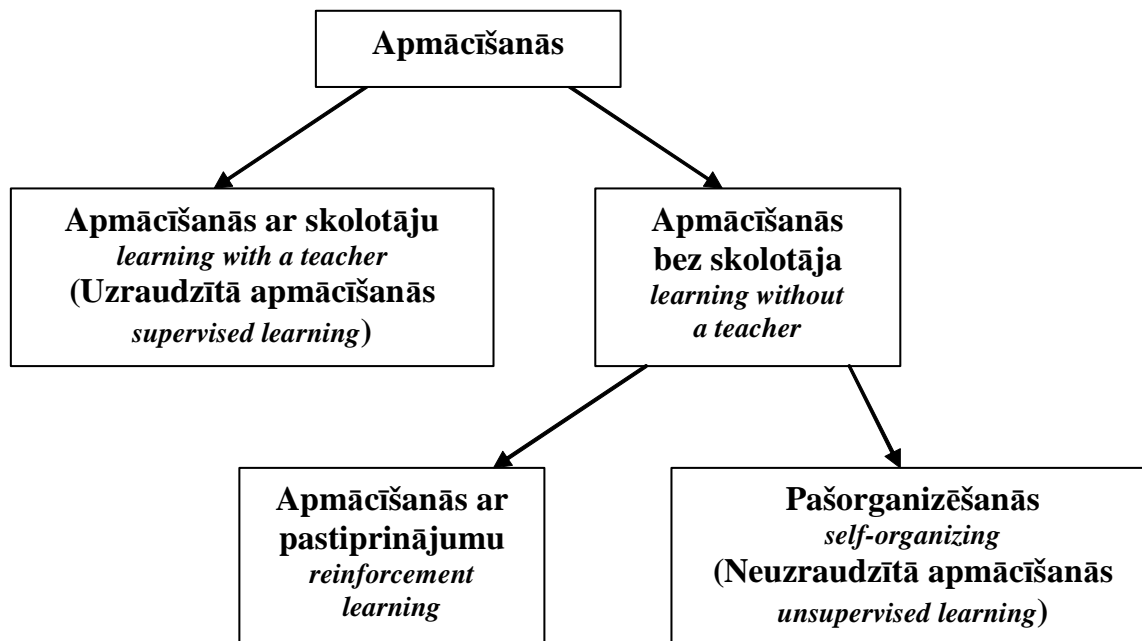 Apmācīšanās
Apmācīšanās ar skolotāju
learning with a teacher
(Uzraudzītā apmācīšanās
supervised learning)
Apmācīšanās
bez skolotāja
learning without
a teacher
Apmācīšanās ar
pastiprinājumu
reinforcement
learning
Pašorganizēšanās
self-organizing
(Neuzraudzītā apmācīšanās
unsupervised learning)